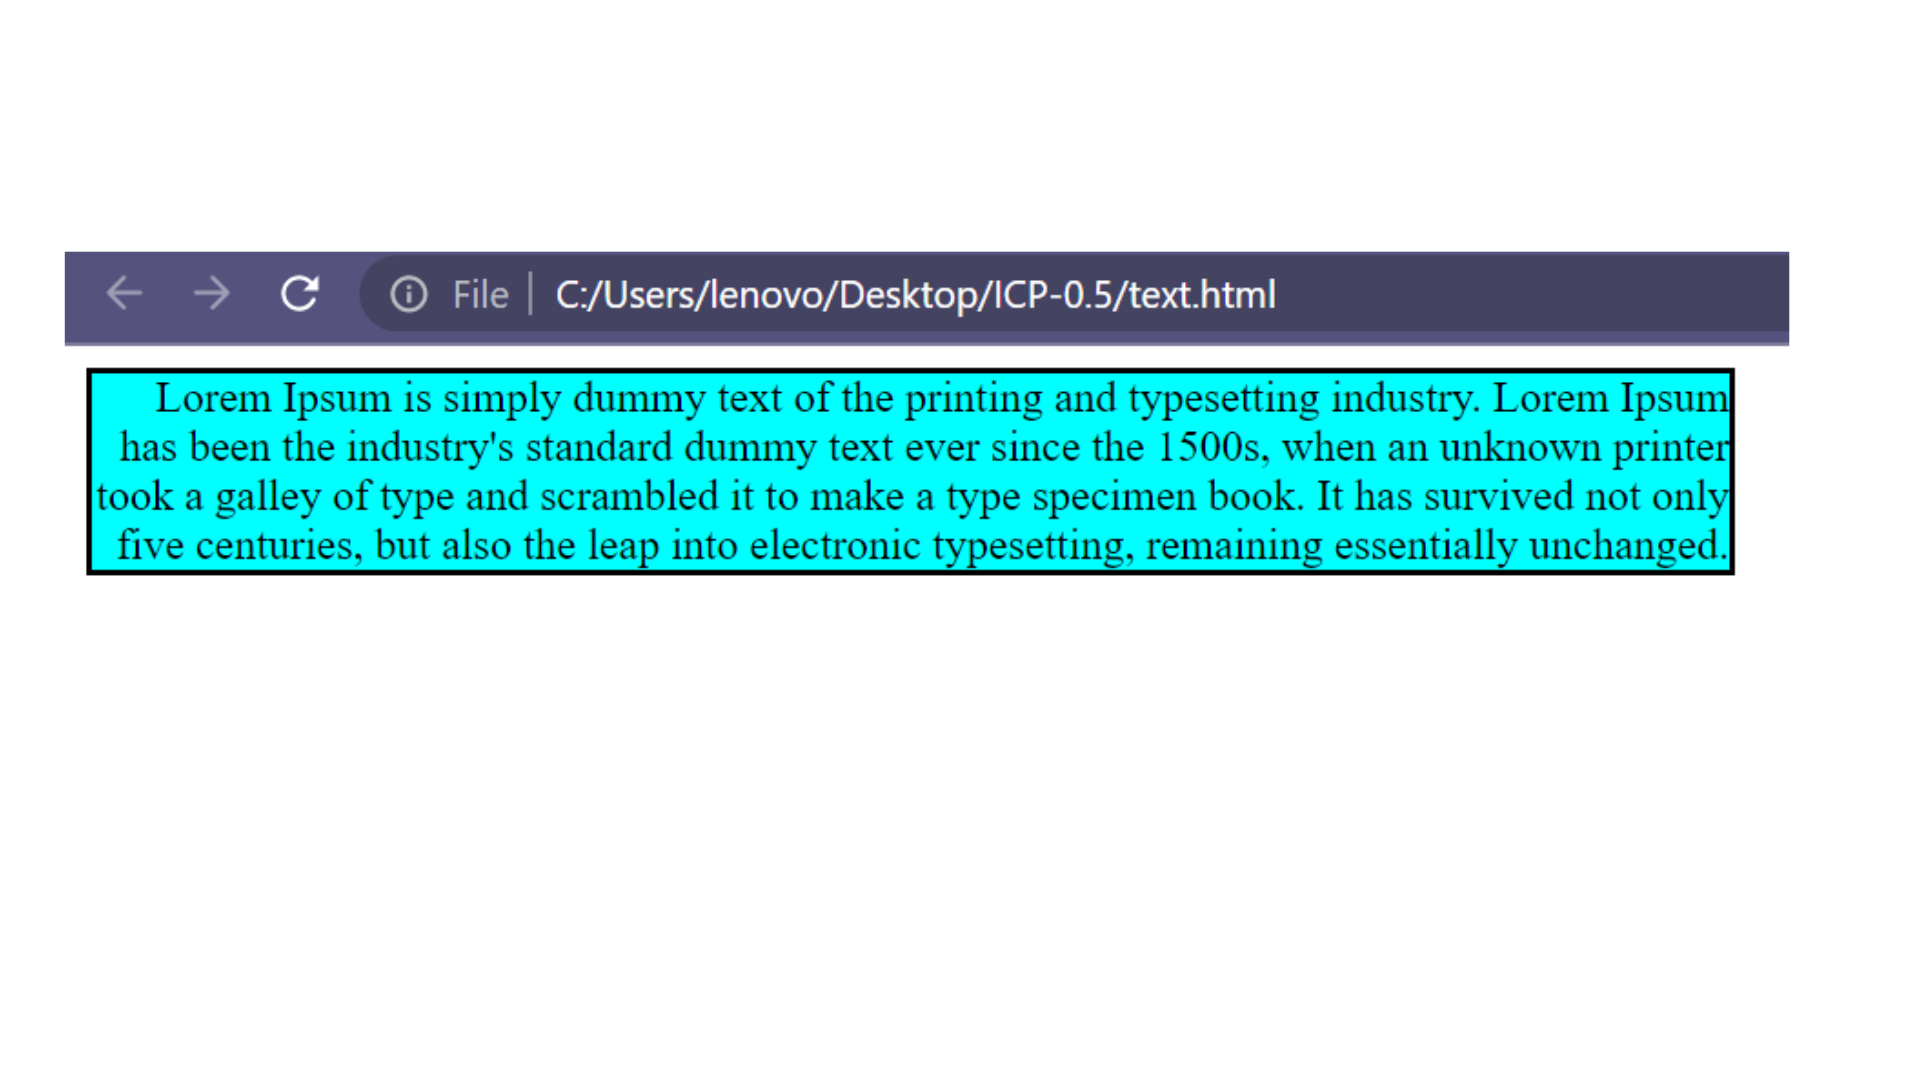 File C:/Users/lenovo/Desktop/ICP-0.5/text.html
Lorem Ipsum is simply dummy text of the printing and typesetting industry. Lorem Ipsum
has been the industry's standard dummy text ever since the 1500s, when an unknown printer
took a galley of type and scrambled it to make a type specimen book. It has survived not only
five centuries, but also the leap into electronic typesetting, remaining essentially unchanged.